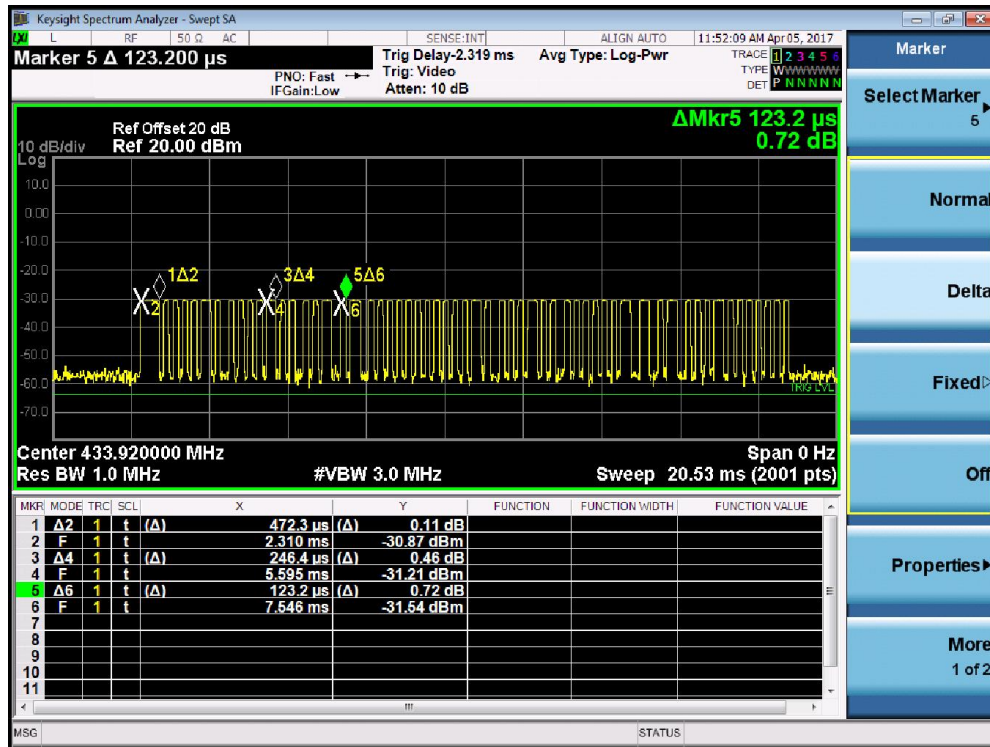 Keysight Spectrum Analyzer - Swept SA
LXI L RF 50 Ω AC SENSE:INT ALIGN AUTO 11:52:09 AM Apr 05, 2017
Marker 5 Δ 123.200 µs
Trig Delay-2.319 ms Avg Type: Log-Pwr TRACE 1 2 3 4 5 6
PNO: Fast Trig: Video TYPE WWWWWW
IFGain:Low Atten: 10 dB DET P N N N N N
Marker
Select Marker
5
Normal
Delta
Fixed
Off
Properties
More
1 of 2
ΔMkr5 123.2 µs
0.72 dB
Ref Offset 20 dB
10 dB/div Ref 20.00 dBm
Log
10.0
0.00
-10.0
-20.0
-30.0
-40.0
-50.0
-60.0
-70.0
1Δ2 3Δ4 5Δ6
X2 X4 X6
TRIG LVL
Center 433.920000 MHz Span 0 Hz
Res BW 1.0 MHz #VBW 3.0 MHz Sweep 20.53 ms (2001 pts)
MKR MODE TRC SCL X Y FUNCTION FUNCTION WIDTH FUNCTION VALUE
1 Δ2 1 t (Δ) 472.3 µs (Δ) 0.11 dB
2 F 1 t 2.310 ms -30.87 dBm
3 Δ4 1 t (Δ) 246.4 µs (Δ) 0.46 dB
4 F 1 t 5.595 ms -31.21 dBm
5 Δ6 1 t (Δ) 123.2 µs (Δ) 0.72 dB
6 F 1 t 7.546 ms -31.54 dBm
7
8
9
10
11
MSG STATUS